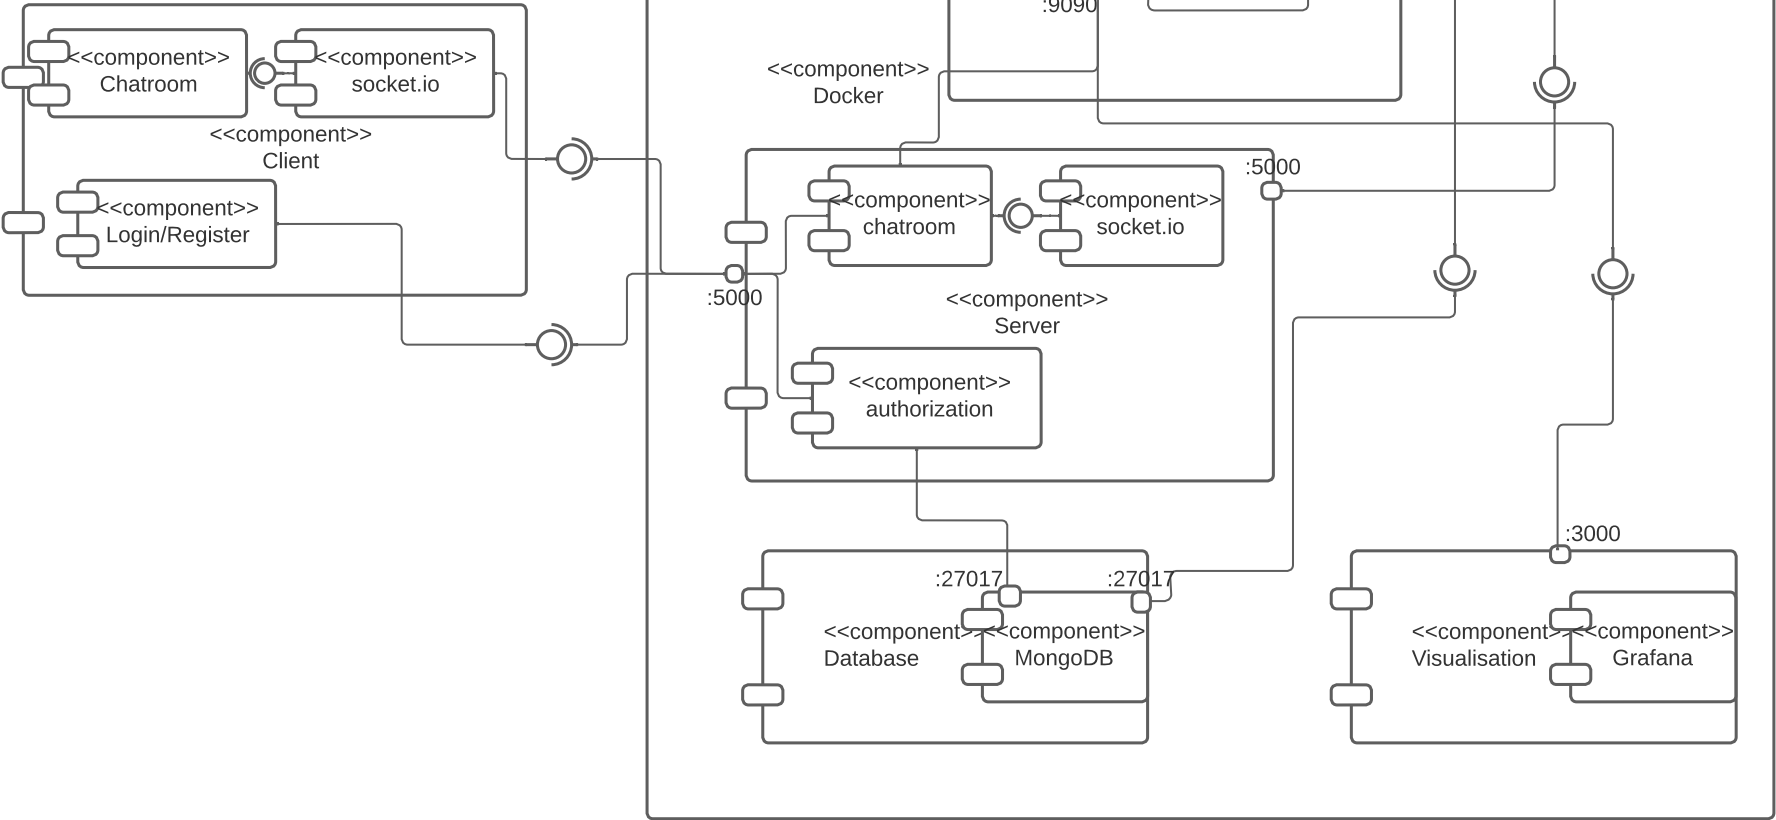 :9090
<<component>>
Chatroom
<<component>>
socket.io
<<component>>
Client
<<component>>
Login/Register
<<component>>
Docker
:5000
<<component>>
chatroom
<<component>>
socket.io
:5000
<<component>>
Server
<<component>>
authorization
:27017
:27017
<<component>>
Database
<<component>>
MongoDB
:3000
<<component>>
Visualisation
<<component>>
Grafana